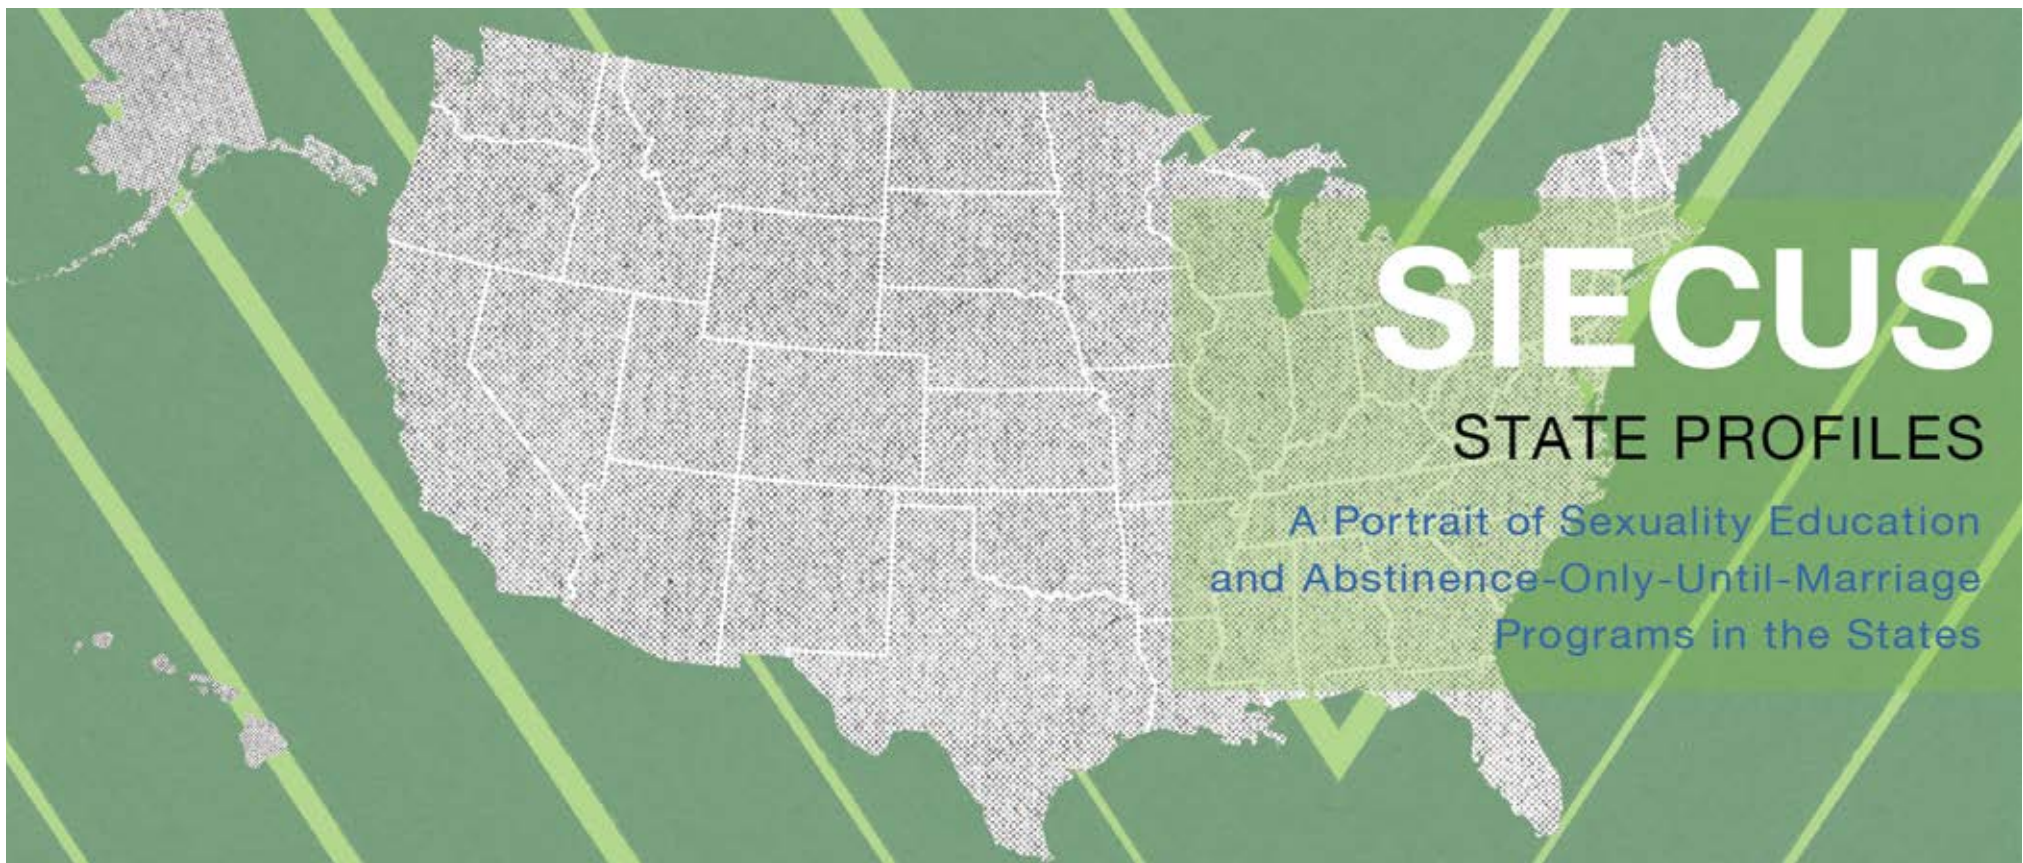 SIECUS
STATE PROFILES
A Portrait of Sexuality Education
and Abstinence-Only-Until-Marriage
Programs in the States